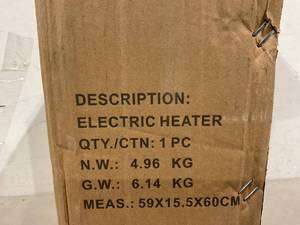 DESCRIPTION:
ELECTRIC HEATER
QTY./CTN: 1 PC
N.W.: 4.96 KG
G.W.: 6.14 KG
MEAS.: 59X15.5X60CM